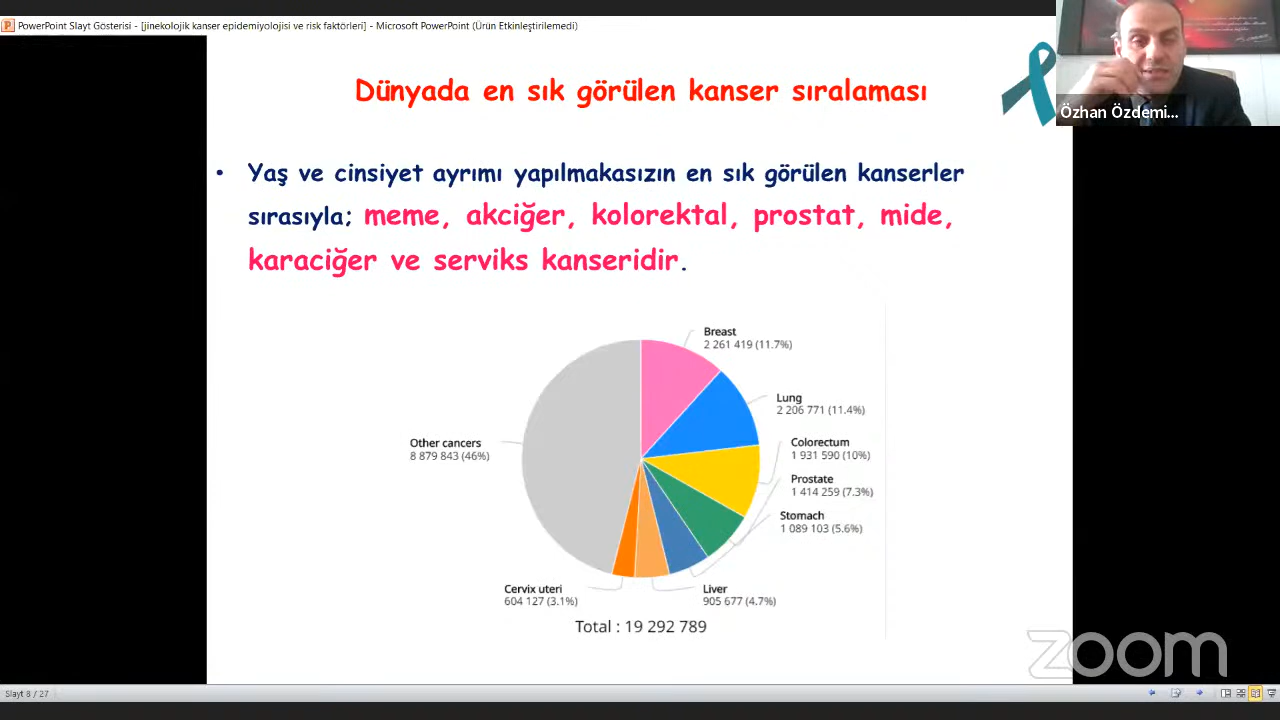 PowerPoint Slayt Gösterisi - [jinekolojik kanser epidemiyolojisi ve risk faktörleri] - Microsoft PowerPoint (Ürün Etkinleştirilemedi)
Dünyada en sık görülen kanser sıralaması
Özhan Özdemi...
• Yaş ve cinsiyet ayrımı yapılmakasızın en sık görülen kanserler
sırasıyla; meme, akciğer, kolorektal, prostat, mide,
karaciğer ve serviks kanseridir.
Breast
2 261 419 (11.7%)
Lung
2 206 771 (11.4%)
Colorectum
1 931 590 (10%)
Prostate
1 414 259 (7.3%)
Stomach
1 089 103 (5.6%)
Liver
905 677 (4.7%)
Cervix uteri
604 127 (3.1%)
Other cancers
8 879 843 (46%)
Total : 19 292 789
zoom
Slayt 8 / 27